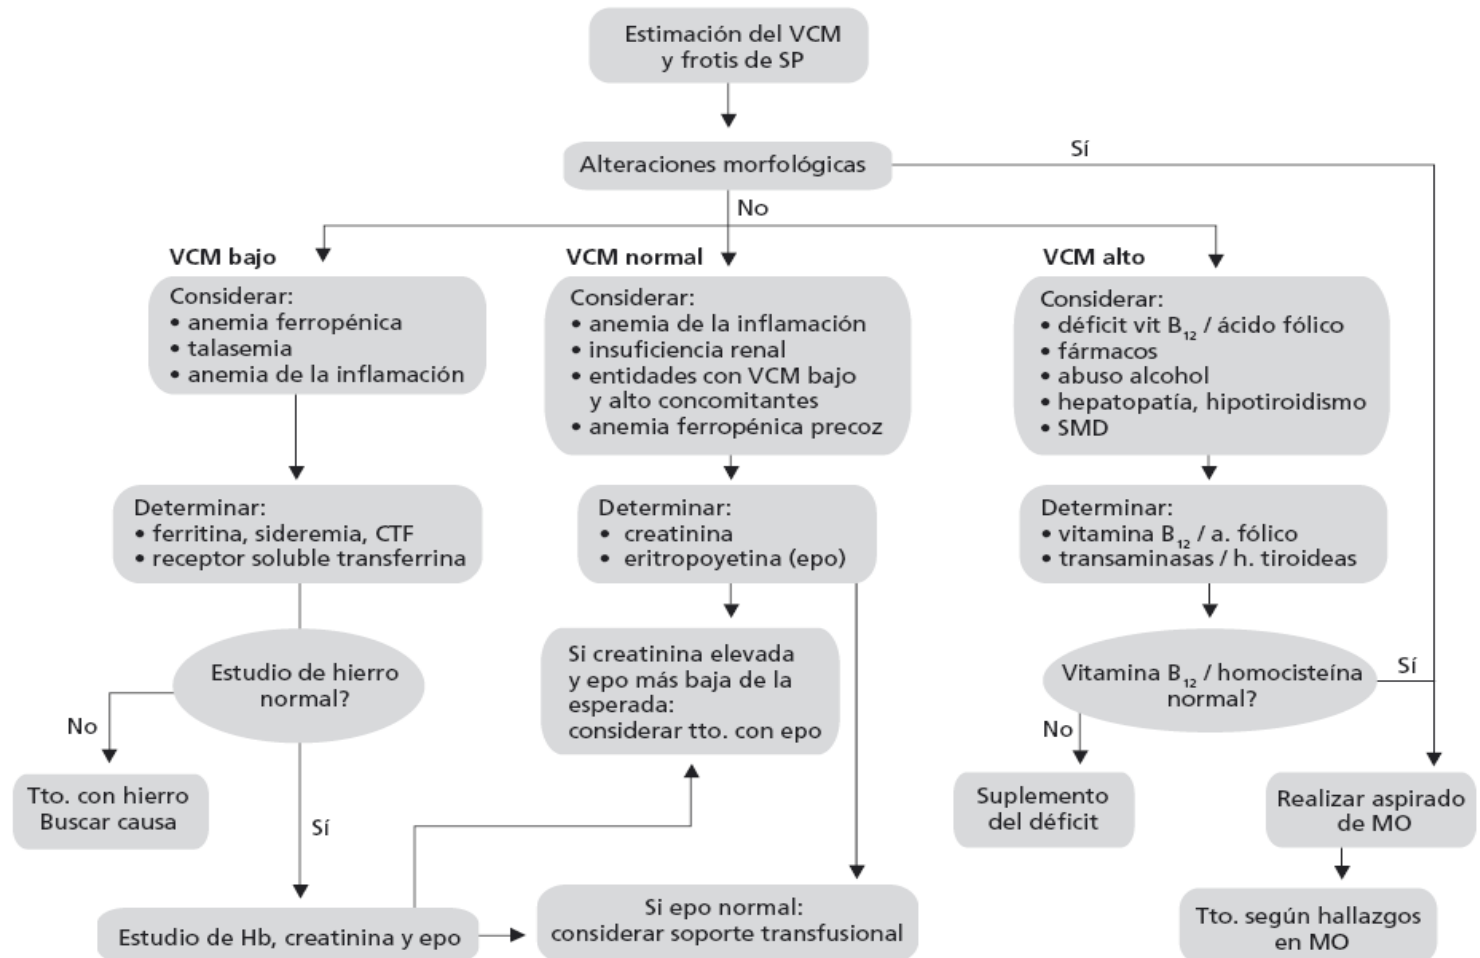 Estimación del VCM
y frotis de SP
Alteraciones morfológicas
Sí
No
VCM bajo
Considerar:
• anemia ferropénica
• talasemia
• anemia de la inflamación
VCM normal
Considerar:
• anemia de la inflamación
• insuficiencia renal
• entidades con VCM bajo
y alto concomitantes
• anemia ferropénica precoz
VCM alto
Considerar:
• déficit vit B₁₂ / ácido fólico
• fármacos
• abuso alcohol
• hepatopatía, hipotiroidismo
• SMD
Determinar:
• ferritina, sideremia, CTF
• receptor soluble transferrina
Determinar:
• creatinina
• eritropoyetina (epo)
Determinar:
• vitamina B₁₂ / a. fólico
• transaminasas / h. tiroideas
Estudio de hierro
normal?
No
Sí
Si creatinina elevada
y epo más baja de la
esperada:
considerar tto. con epo
Vitamina B₁₂ / homocisteína
normal?
Sí
No
Tto. con hierro
Buscar causa
Suplemento
del déficit
Realizar aspirado
de MO
Estudio de Hb, creatinina y epo
Si epo normal:
considerar soporte transfusional
Tto. según hallazgos
en MO